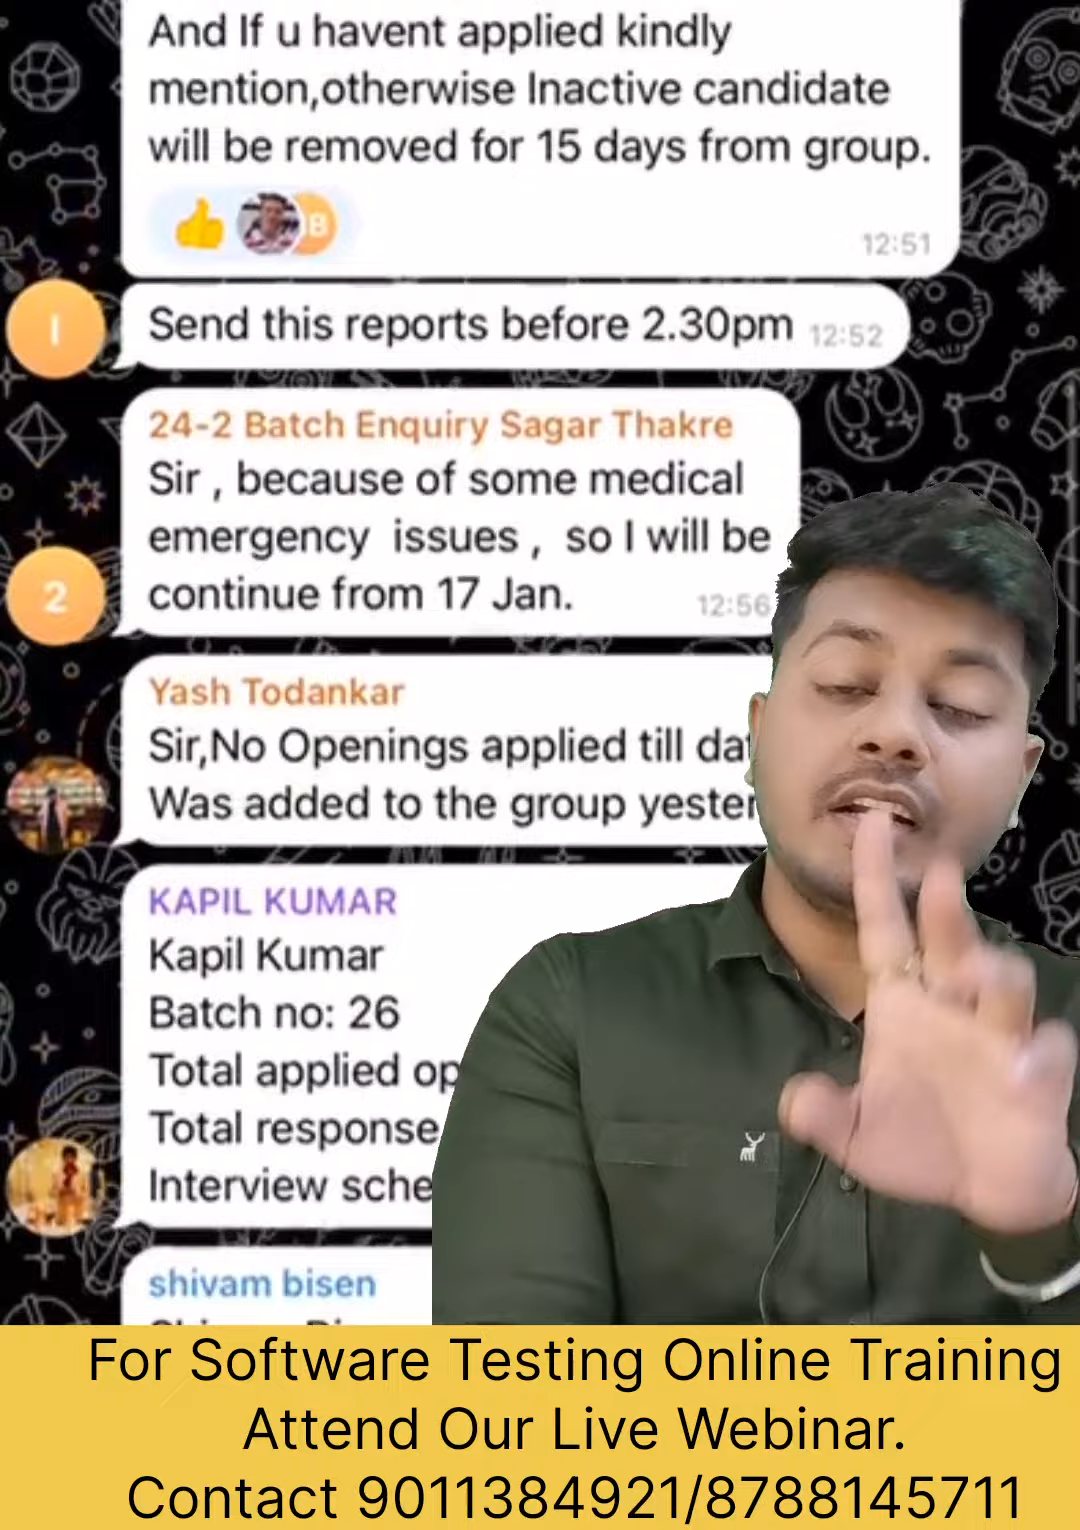 And If u havent applied kindly
mention,otherwise Inactive candidate
will be removed for 15 days from group.
B
12:51
I
Send this reports before 2.30pm 12:52
24-2 Batch Enquiry Sagar Thakre
Sir , because of some medical
emergency issues , so I will be
2
continue from 17 Jan. 12:56
Yash Todankar
Sir,No Openings applied till
Was added to the group
KAPIL KUMAR
Kapil Kumar
Batch no: 26
Total applied
Total response
Interview
shivam bisen
For Software Testing Online Training
Attend Our Live Webinar.
Contact 9011384921/8788145711